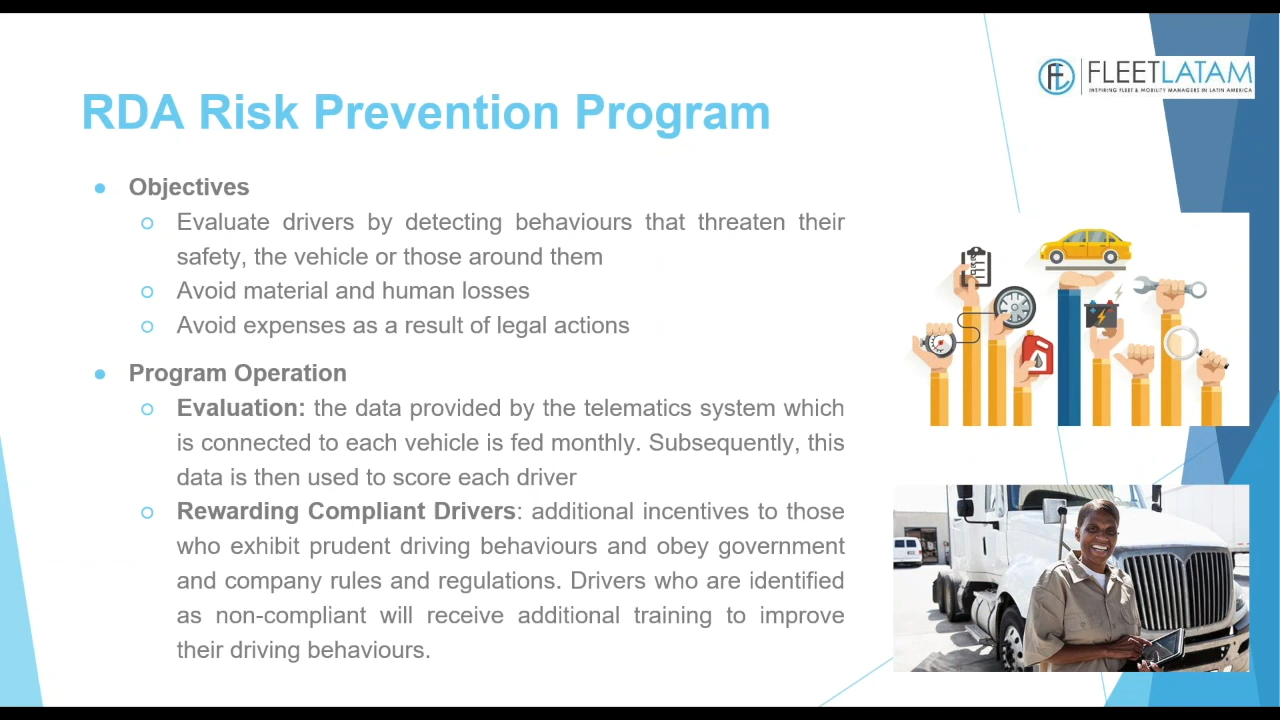 FLEETLATAM
INSPIRING FLEET & MOBILITY MANAGERS IN LATIN AMERICA
RDA Risk Prevention Program
Objectives
Evaluate drivers by detecting behaviours that threaten their
safety, the vehicle or those around them
Avoid material and human losses
Avoid expenses as a result of legal actions
Program Operation
Evaluation: the data provided by the telematics system which
is connected to each vehicle is fed monthly. Subsequently, this
data is then used to score each driver
Rewarding Compliant Drivers: additional incentives to those
who exhibit prudent driving behaviours and obey government
and company rules and regulations. Drivers who are identified
as non-compliant will receive additional training to improve
their driving behaviours.